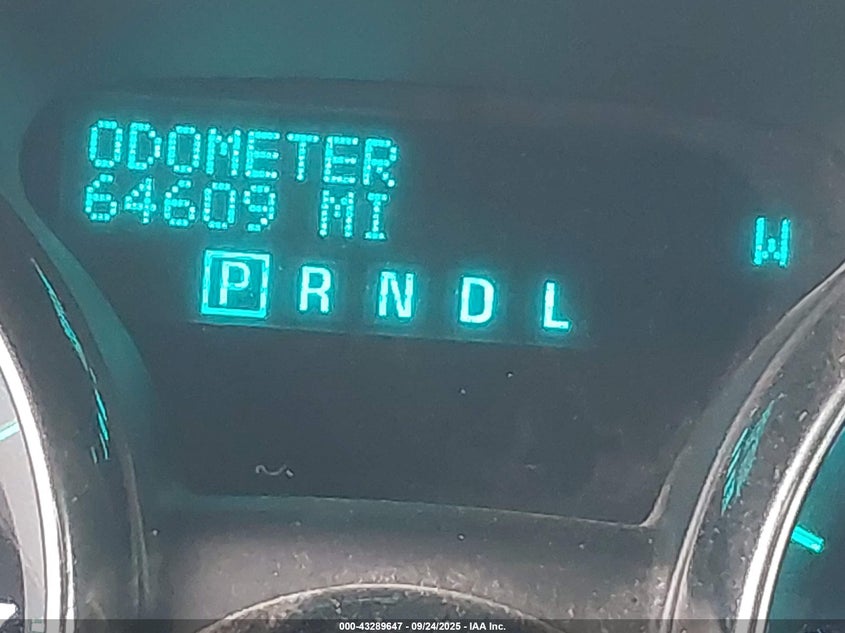 ODOMETER
64609 MI
W
P R N D L
000-43289647 - 09/24/2025 - IAA Inc.